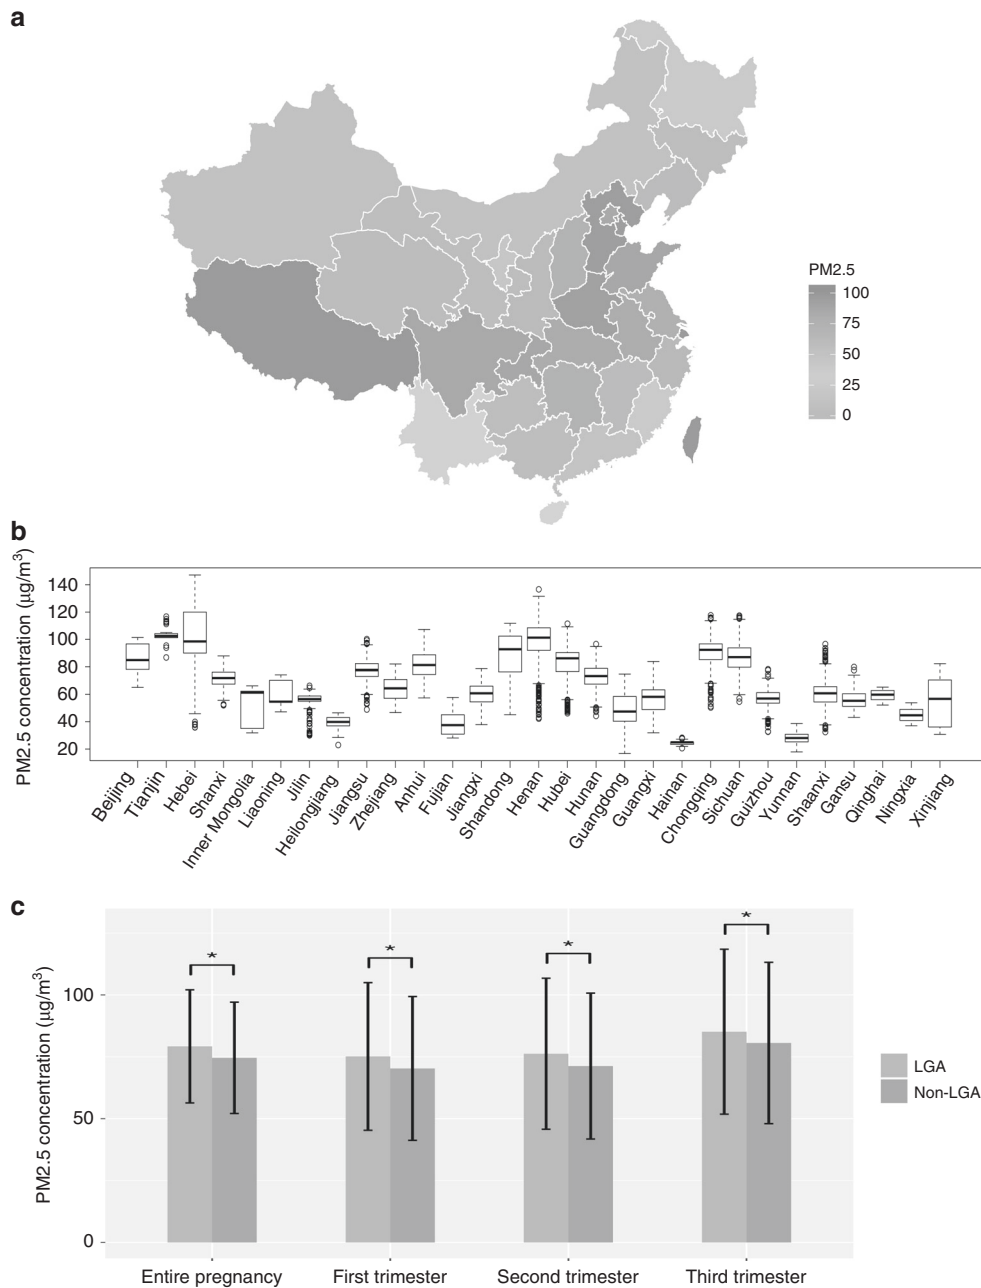 a
PM2.5
100
75
50
25
0
b
PM2.5 concentration (μg/m³)
140
120
100
80
60
40
20
Beijing
Tianjin
Hebei
Shanxi
Inner Mongolia
Liaoning
Jilin
Heilongjiang
Jiangsu
Zhejiang
Anhui
Fujian
Jiangxi
Shandong
Henan
Hubei
Hunan
Guangdong
Guangxi
Hainan
Chongqing
Sichuan
Guizhou
Yunnan
Shaanxi
Gansu
Qinghai
Ningxia
Xinjiang
c
PM2.5 concentration (μg/m³)
100
50
0
* * * *
Entire pregnancy
First trimester
Second trimester
Third trimester
LGA
Non-LGA